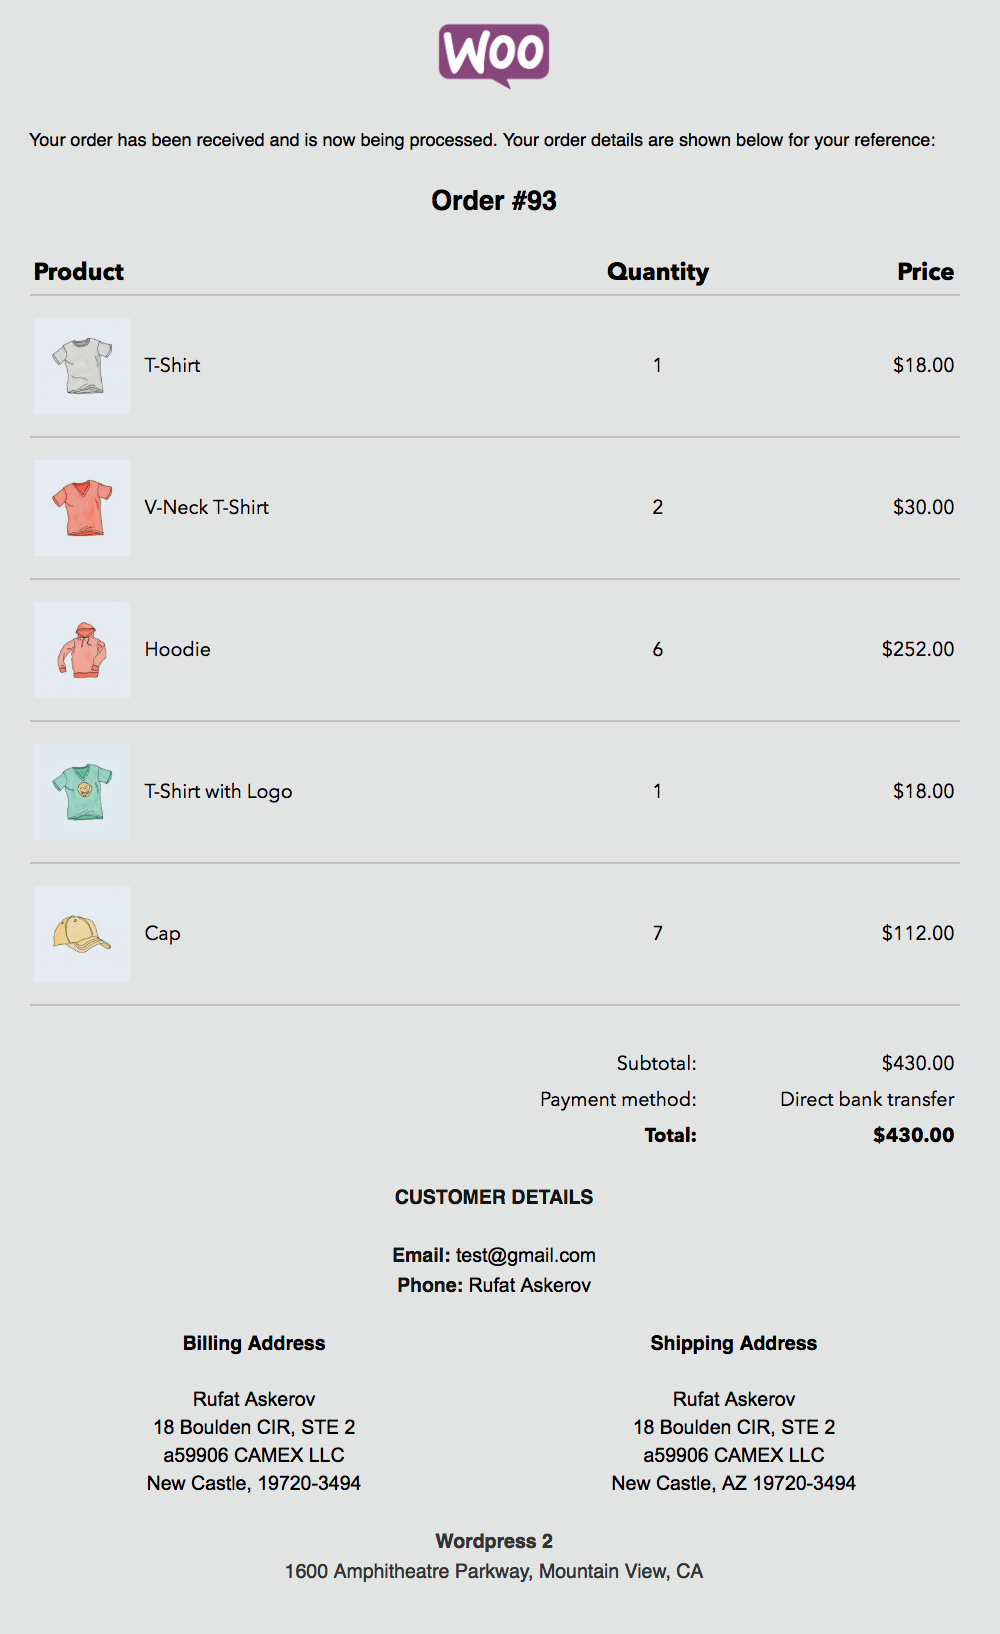 Woo
Your order has been received and is now being processed. Your order details are shown below for your reference:
Order #93
Product Quantity Price
T-Shirt 1 $18.00
V-Neck T-Shirt 2 $30.00
Hoodie 6 $252.00
T-Shirt with Logo 1 $18.00
Cap 7 $112.00
Subtotal: $430.00
Payment method: Direct bank transfer
Total: $430.00
CUSTOMER DETAILS
Email: test@gmail.com
Phone: Rufat Askerov
Billing Address
Rufat Askerov
18 Boulden CIR, STE 2
a59906 CAMEX LLC
New Castle, 19720-3494
Shipping Address
Rufat Askerov
18 Boulden CIR, STE 2
a59906 CAMEX LLC
New Castle, AZ 19720-3494
Wordpress 2
1600 Amphitheatre Parkway, Mountain View, CA